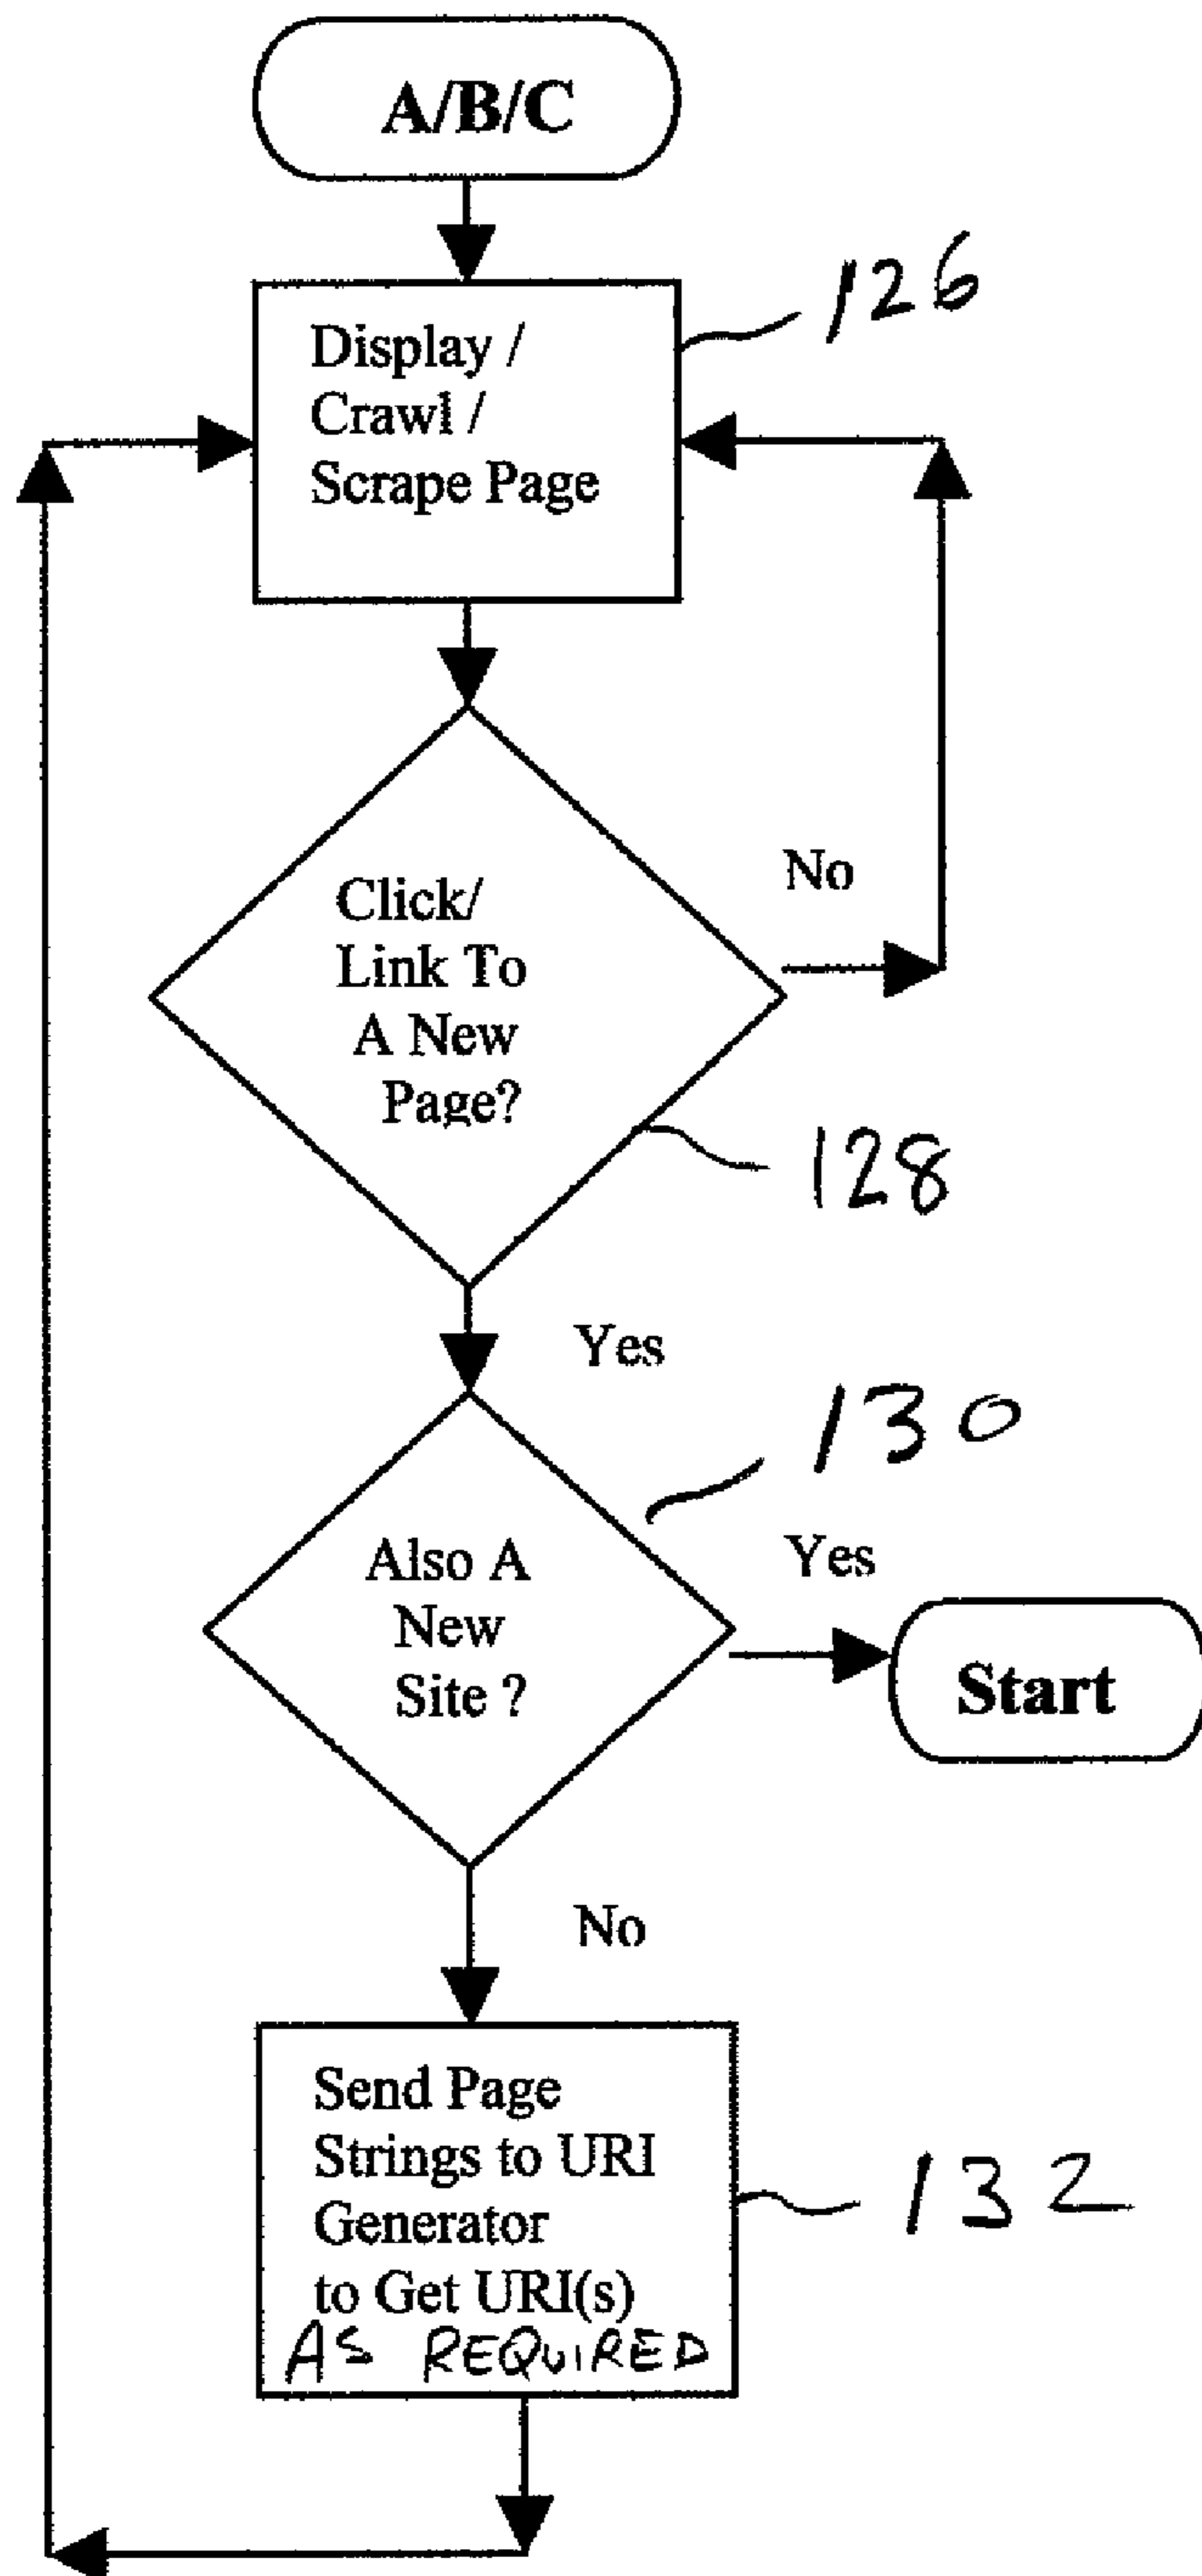 A/B/C
126
Display /
Crawl /
Scrape Page
No
Click/
Link To
A New
Page?
128
Yes
130
Yes
Also A
New
Site ?
Start
No
Send Page
Strings to URI
Generator
to Get URI(s)
AS REQUIRED
132